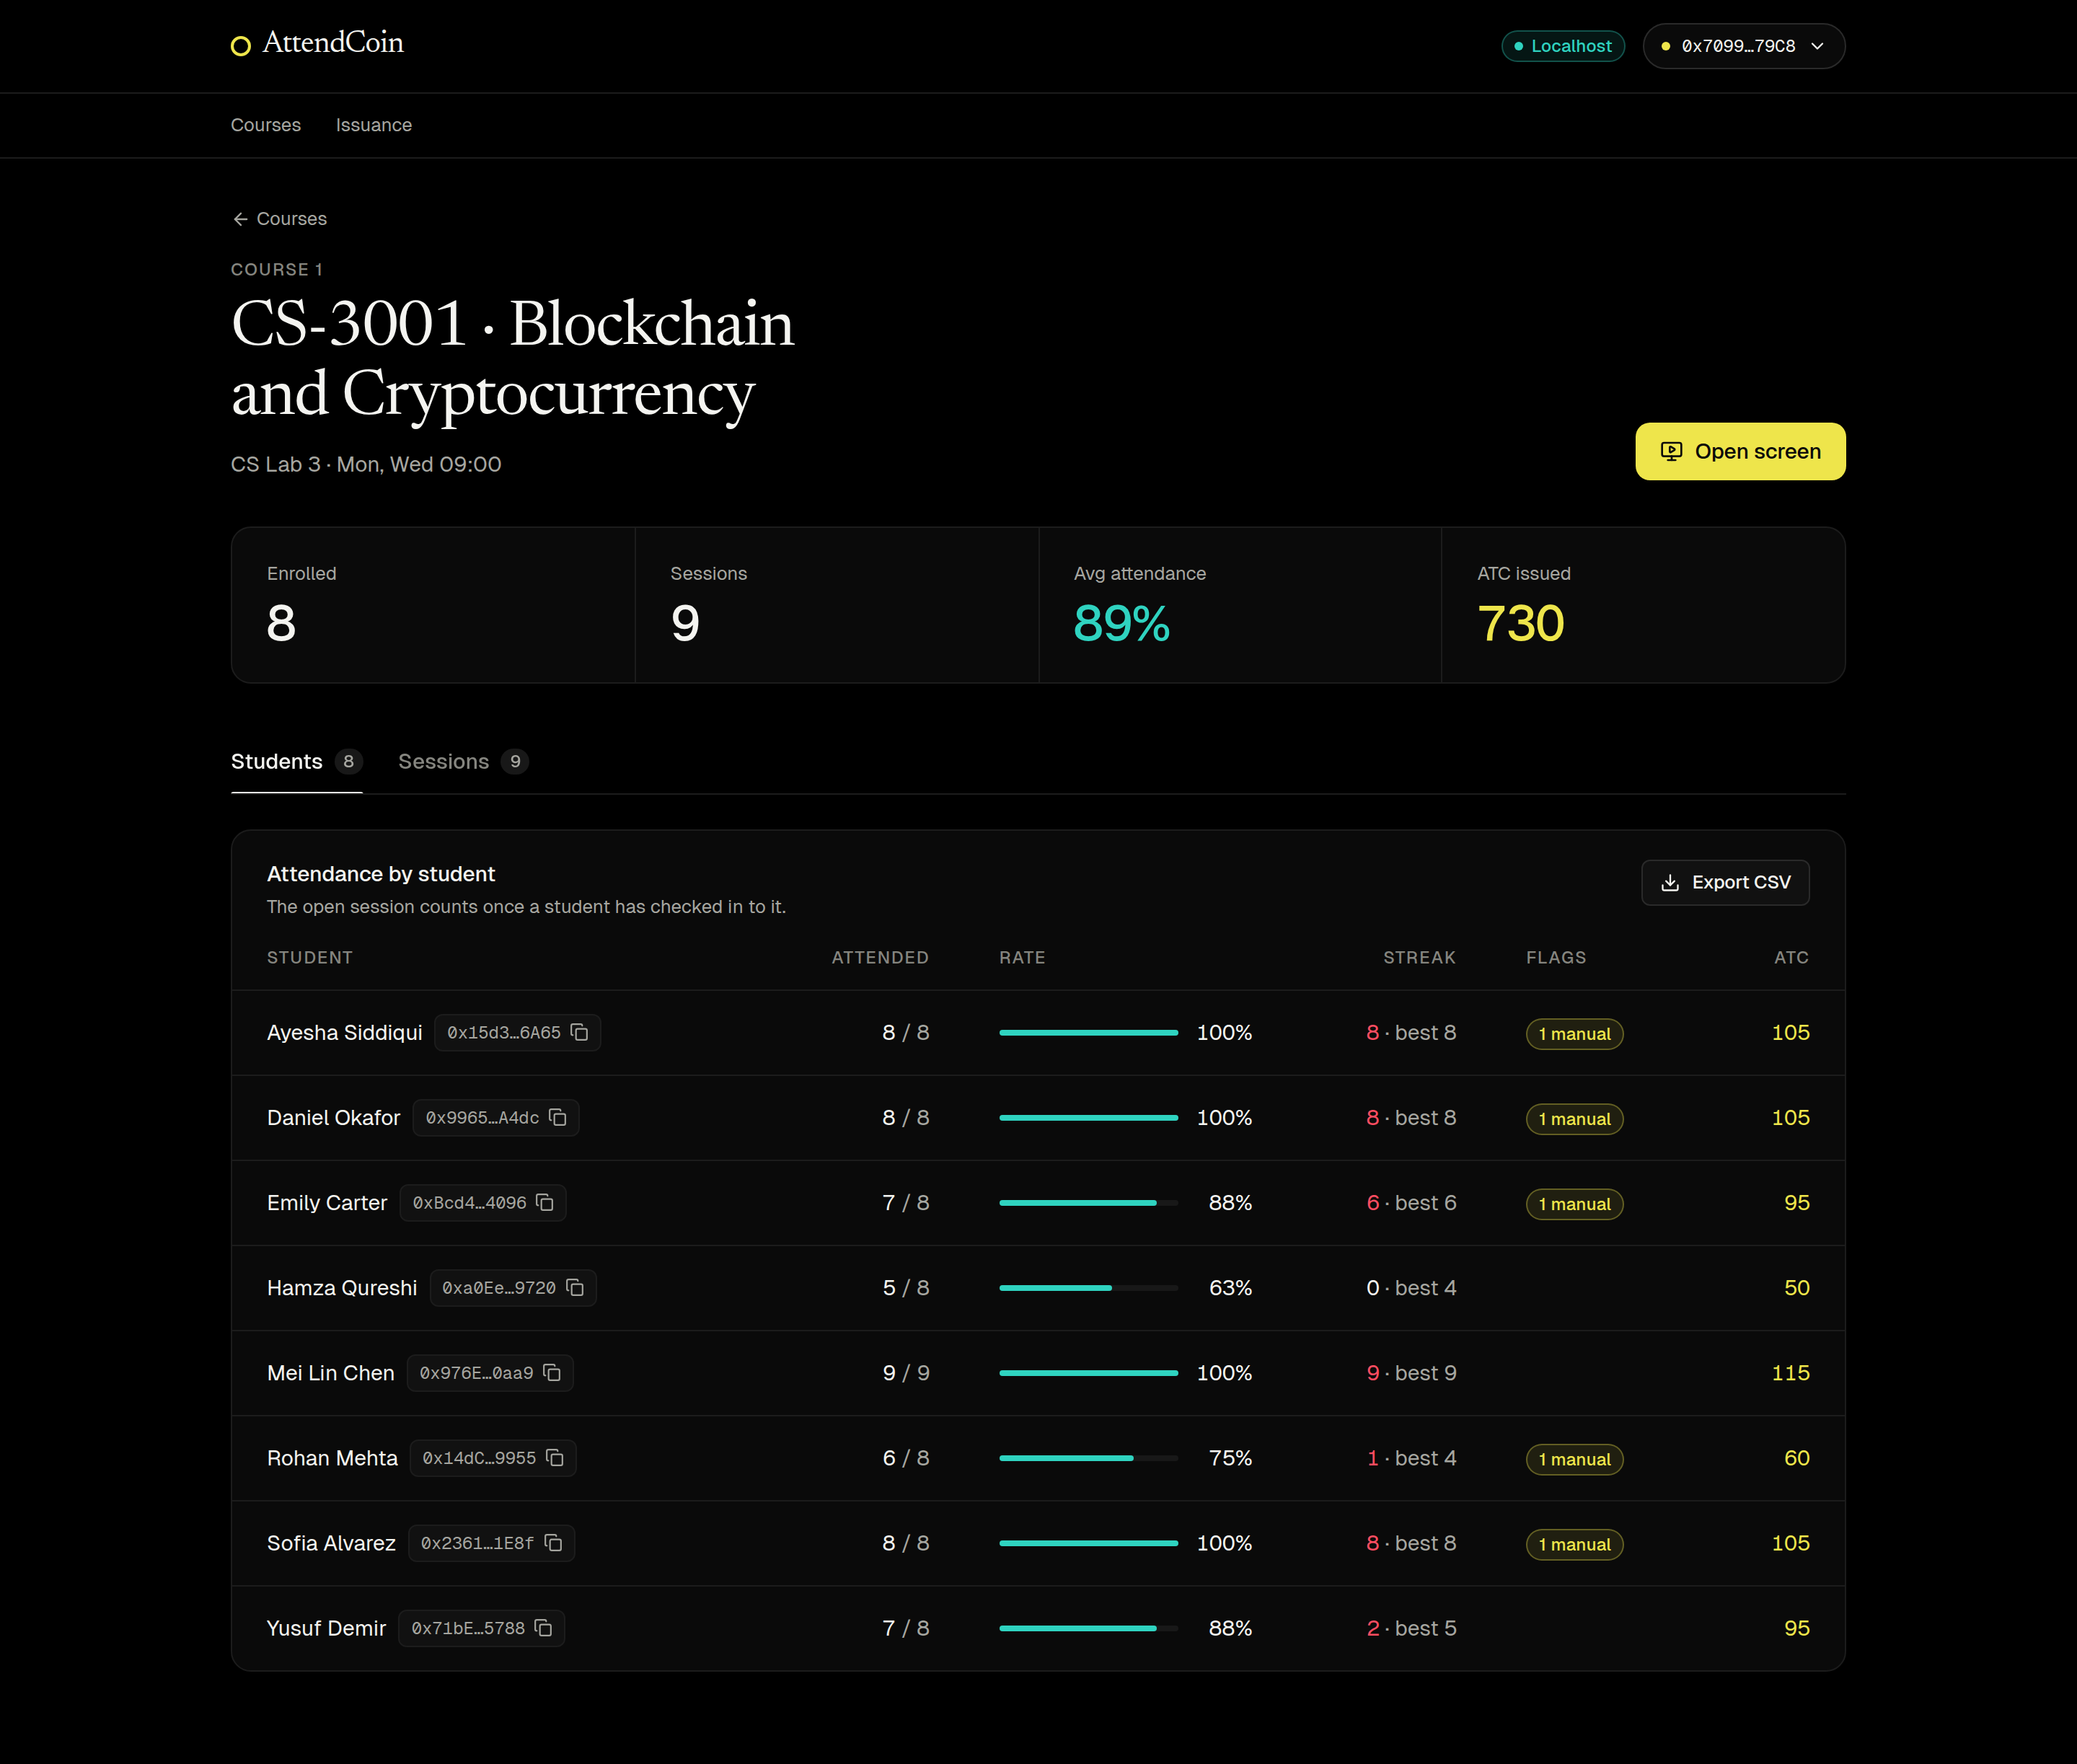 AttendCoin
Localhost
0x7099…79C8
Courses Issuance
Courses
COURSE 1
CS-3001 · Blockchain
and Cryptocurrency
CS Lab 3 · Mon, Wed 09:00
Open screen
Enrolled Sessions Avg attendance ATC issued
8 9 89% 730
Students 8 Sessions 9
Attendance by student
Export CSV
The open session counts once a student has checked in to it.
STUDENT ATTENDED RATE STREAK FLAGS ATC
Ayesha Siddiqui 0x15d3…6A65 8 / 8 100% 8 · best 8 1 manual 105
Daniel Okafor 0x9965…A4dc 8 / 8 100% 8 · best 8 1 manual 105
Emily Carter 0xBcd4…4096 7 / 8 88% 6 · best 6 1 manual 95
Hamza Qureshi 0xa0Ee…9720 5 / 8 63% 0 · best 4 50
Mei Lin Chen 0x976E…0aa9 9 / 9 100% 9 · best 9 115
Rohan Mehta 0x14dC…9955 6 / 8 75% 1 · best 4 1 manual 60
Sofia Alvarez 0x2361…1E8f 8 / 8 100% 8 · best 8 1 manual 105
Yusuf Demir 0x71bE…5788 7 / 8 88% 2 · best 5 95